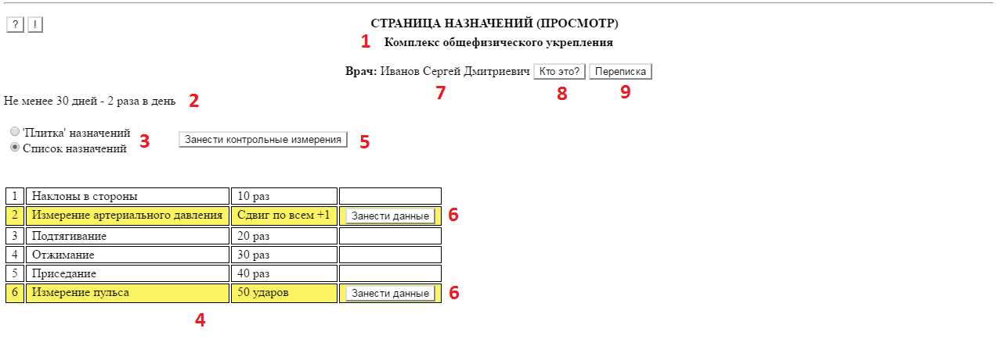 ? ! СТРАНИЦА НАЗНАЧЕНИЙ (ПРОСМОТР)
1 Комплекс общефизического укрепления
Врач: Иванов Сергей Дмитриевич Кто это? Переписка
7 8 9
Не менее 30 дней - 2 раза в день 2
'Плитка' назначений
Список назначений
3 Занести контрольные измерения 5
1 Наклоны в стороны 10 раз
2 Измерение артериального давления Сдвиг по всем +1 Занести данные 6
3 Подтягивание 20 раз
4 Отжимание 30 раз
5 Приседание 40 раз
6 Измерение пульса 50 ударов Занести данные 6
4